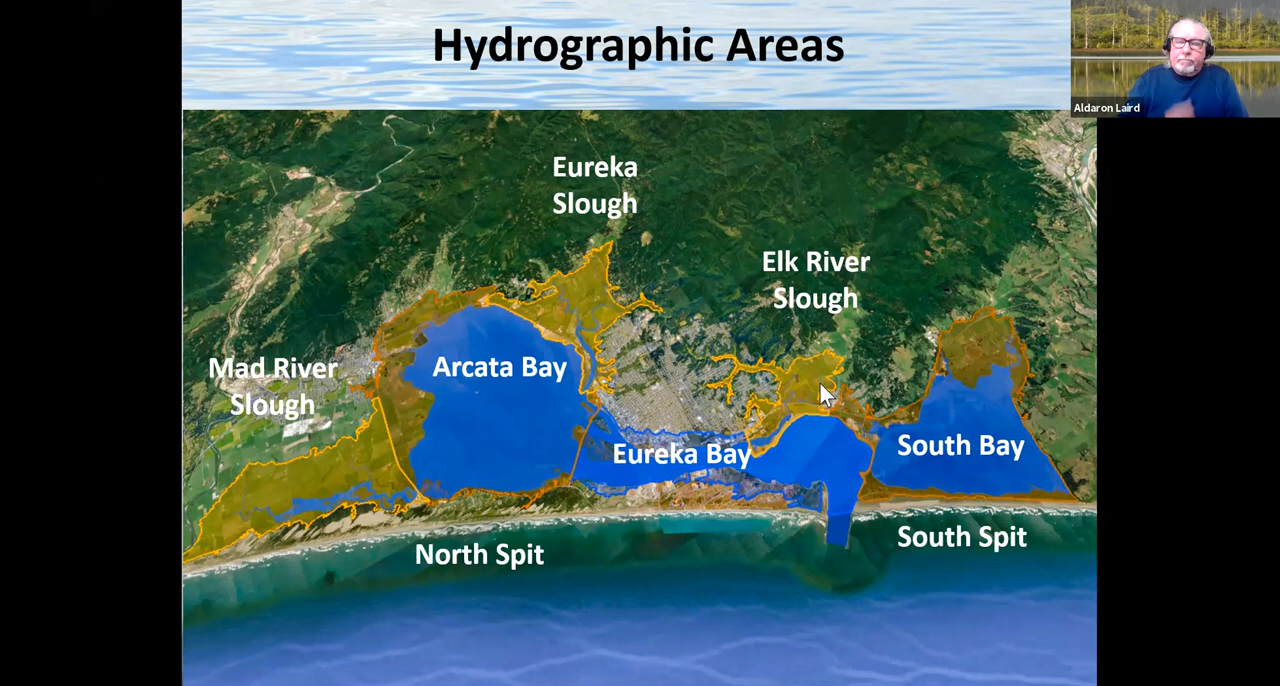 Hydrographic Areas
Aldaron Laird
Eureka
Slough
Elk River
Slough
Mad River
Slough
Arcata Bay
Eureka Bay
South Bay
North Spit
South Spit